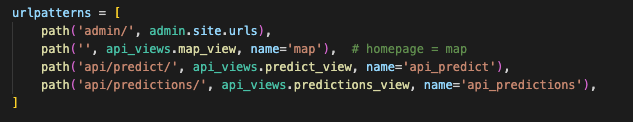 urlpatterns = [
    path('admin/', admin.site.urls),
    path('', api_views.map_view, name='map'),  # homepage = map
    path('api/predict/', api_views.predict_view, name='api_predict'),
    path('api/predictions/', api_views.predictions_view, name='api_predictions'),
]